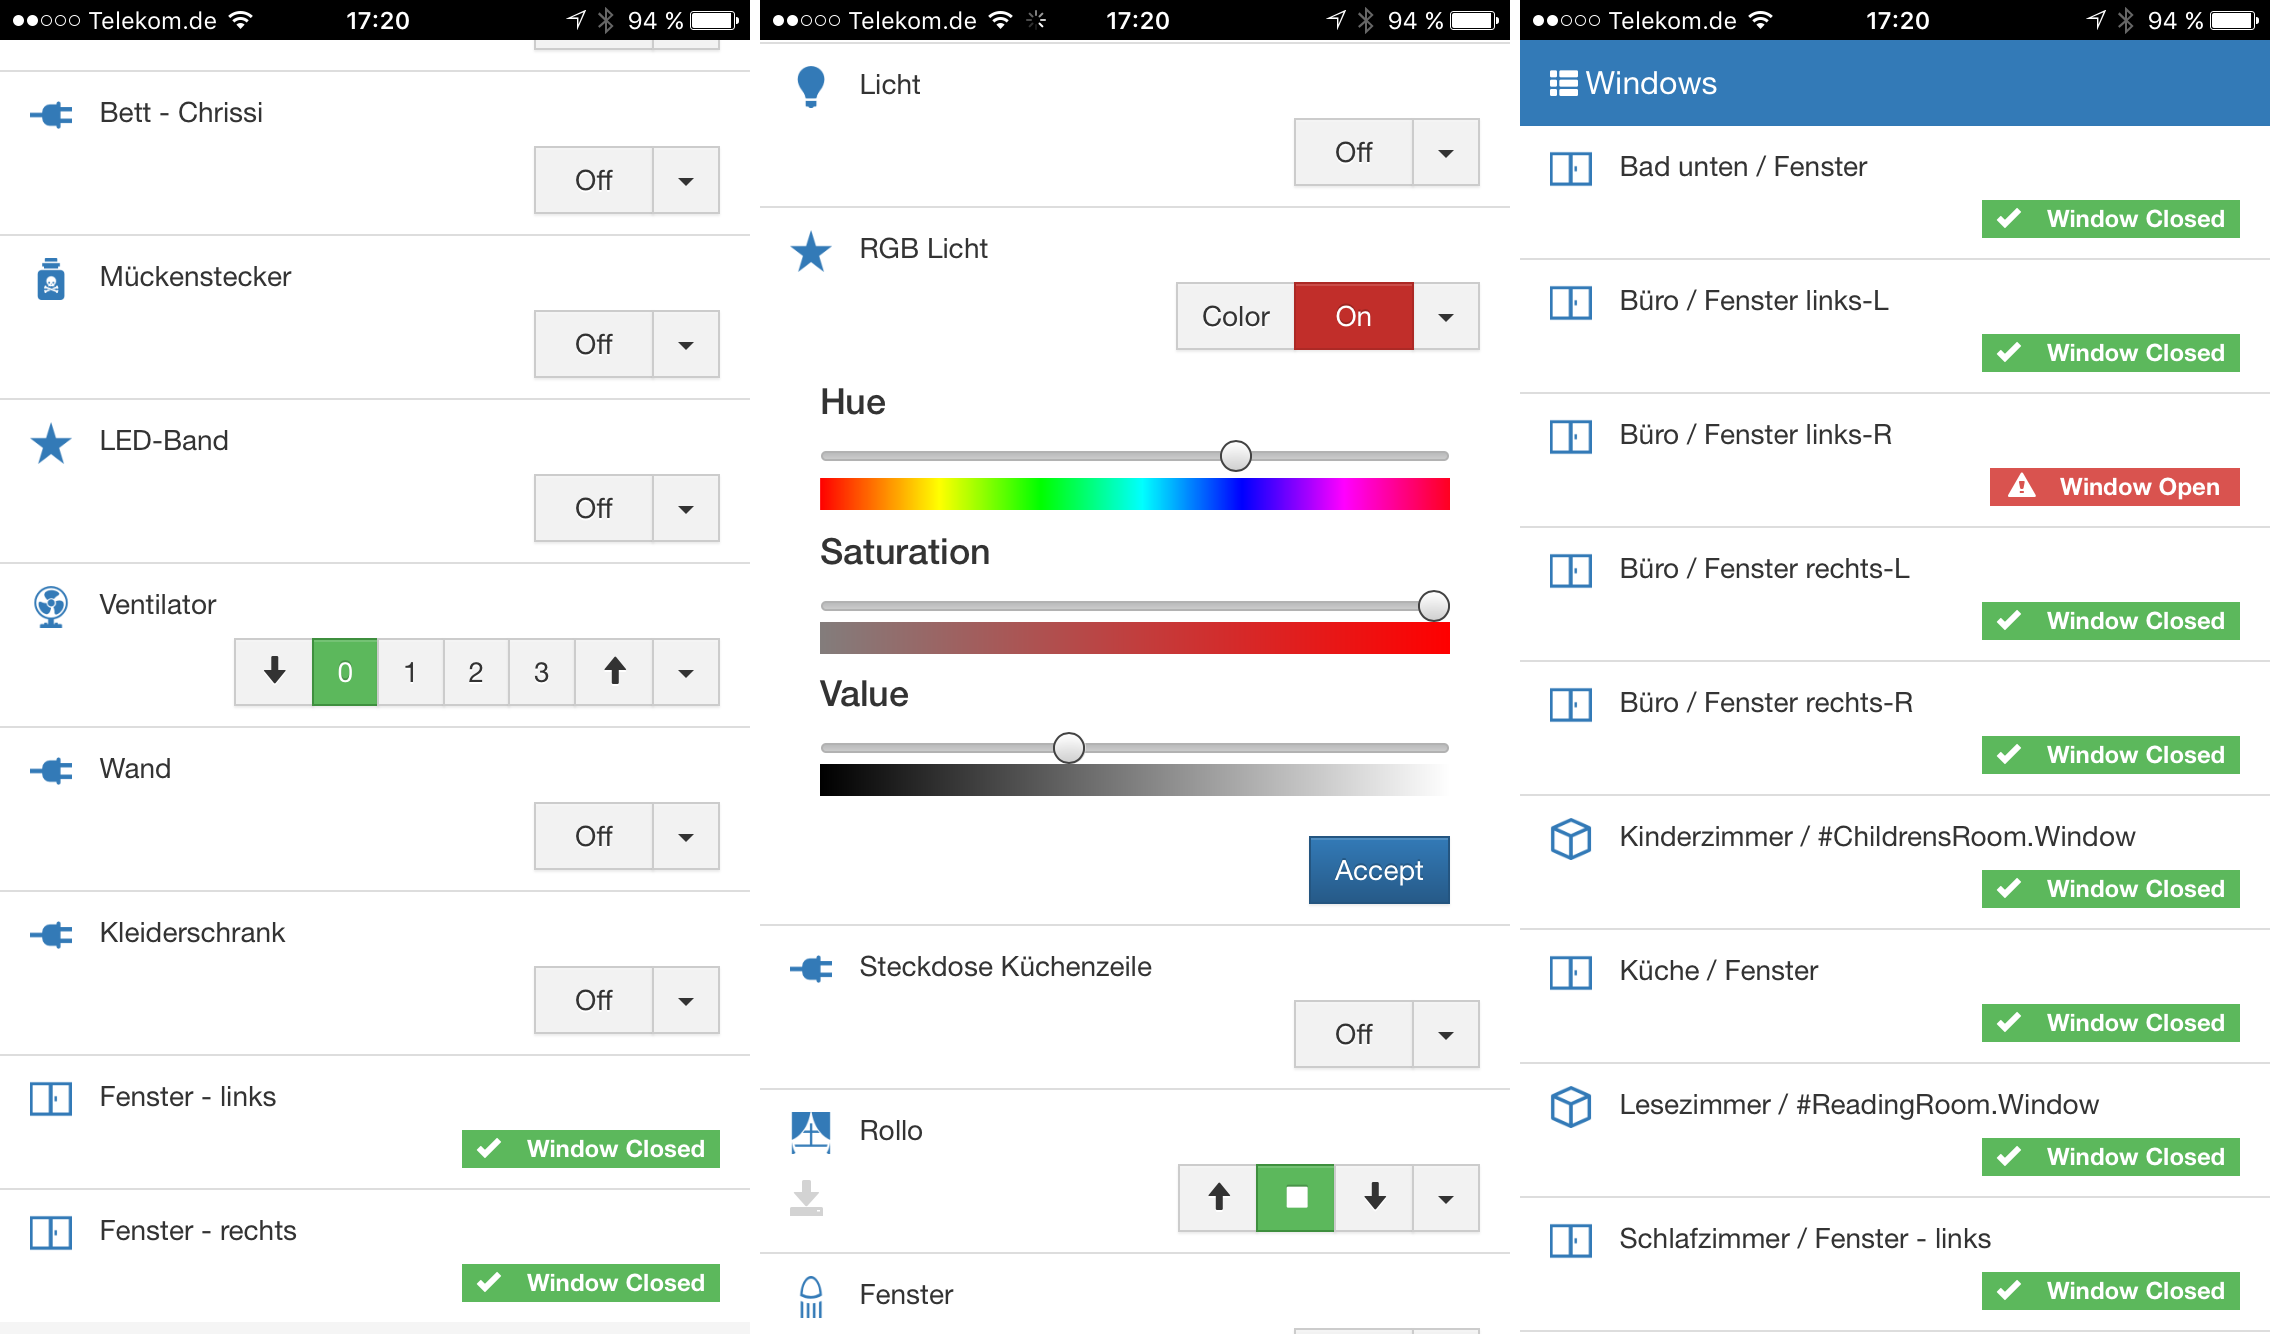 Telekom.de 17:20 94 %
Bett - Chrissi
Off
Mückenstecker
Off
LED-Band
Off
Ventilator
0 1 2 3
Wand
Off
Kleiderschrank
Off
Fenster - links
Window Closed
Fenster - rechts
Window Closed
Telekom.de 17:20 94 %
Licht
Off
RGB Licht
Color On
Hue
Saturation
Value
Accept
Steckdose Küchenzeile
Off
Rollo
Fenster
Telekom.de 17:20 94 %
Windows
Bad unten / Fenster
Window Closed
Büro / Fenster links-L
Window Closed
Büro / Fenster links-R
Window Open
Büro / Fenster rechts-L
Window Closed
Büro / Fenster rechts-R
Window Closed
Kinderzimmer / #ChildrensRoom.Window
Window Closed
Küche / Fenster
Window Closed
Lesezimmer / #ReadingRoom.Window
Window Closed
Schlafzimmer / Fenster - links
Window Closed